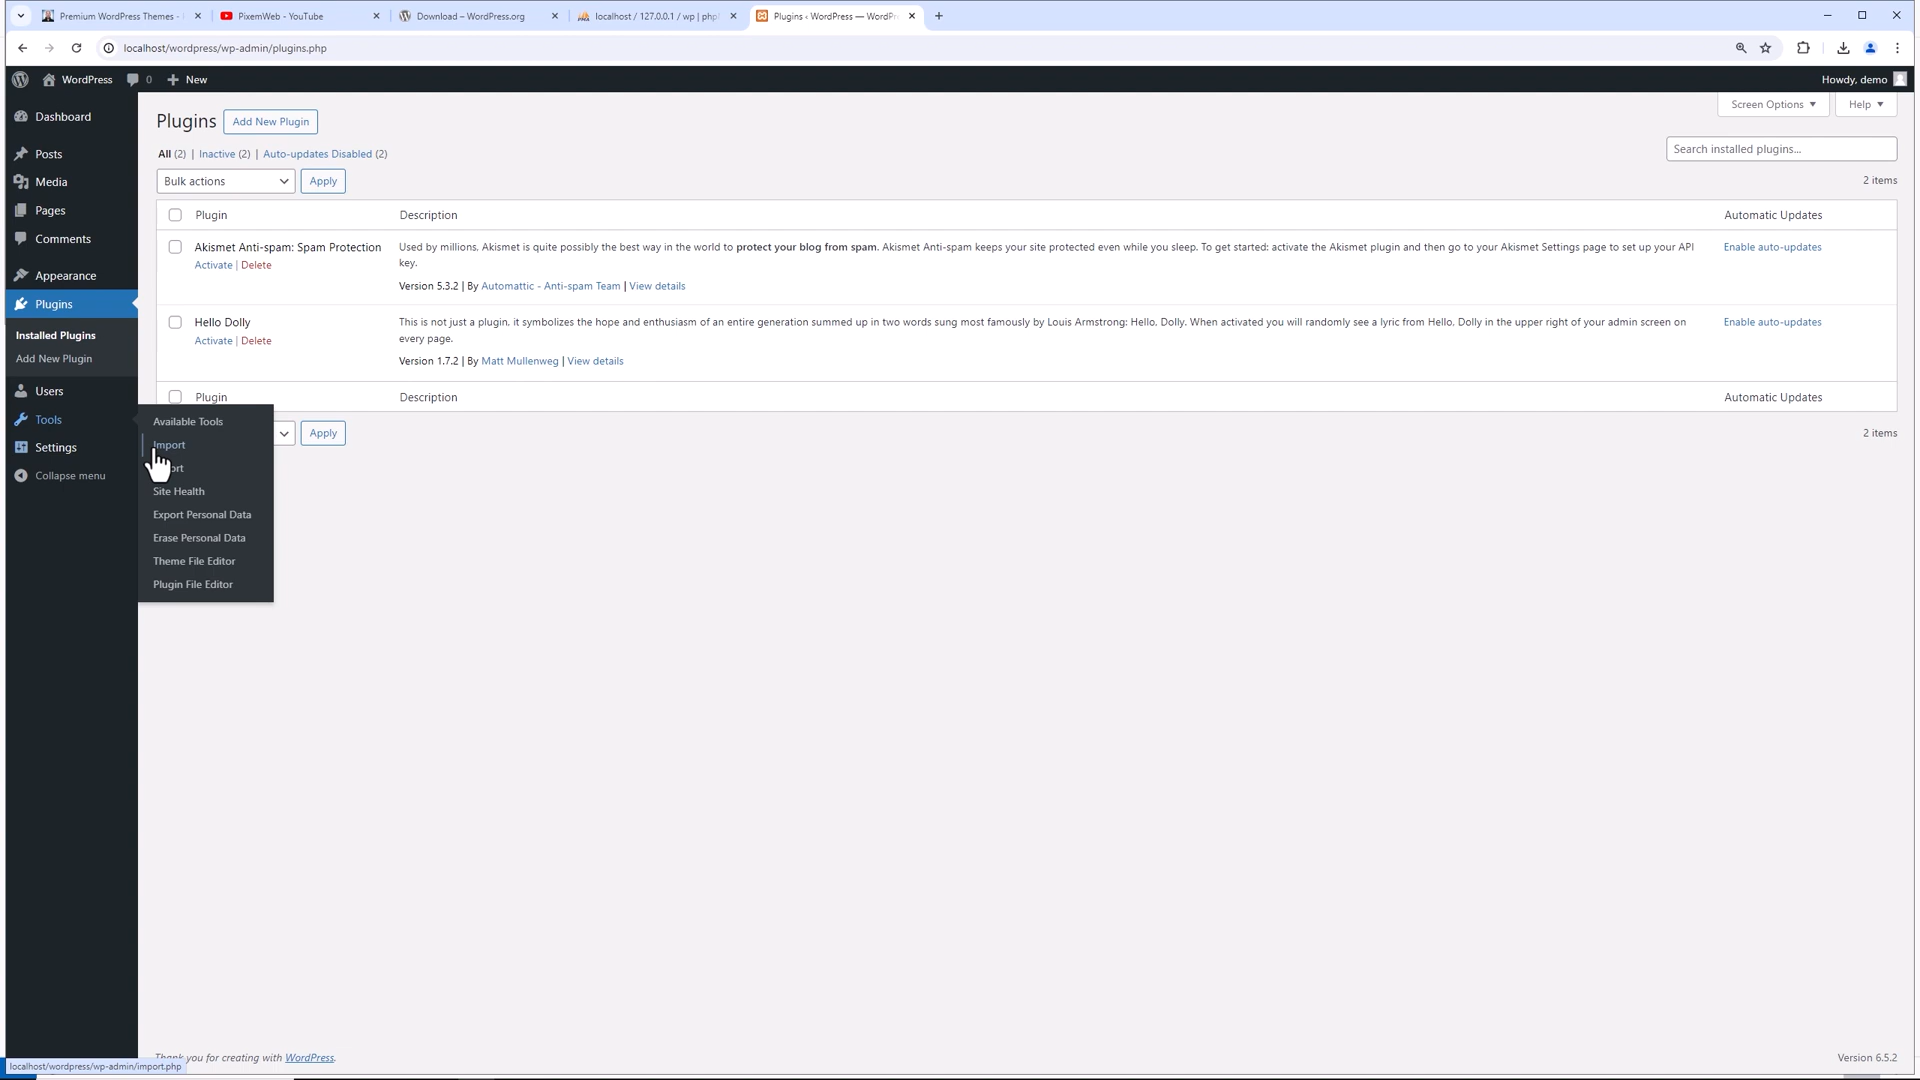 Premium WordPress Themes -
PixemWeb - YouTube
Download – WordPress.org
localhost / 127.0.0.1 / wp | php
Plugins ‹ WordPress — WordPr
localhost/wordpress/wp-admin/plugins.php
WordPress
0
New
Howdy, demo
Screen Options
Help
Dashboard
Posts
Media
Pages
Comments
Appearance
Plugins
Installed Plugins
Add New Plugin
Users
Tools
Settings
Collapse menu
Available Tools
Import
ort
Site Health
Export Personal Data
Erase Personal Data
Theme File Editor
Plugin File Editor
Plugins
Add New Plugin
All (2) | Inactive (2) | Auto-updates Disabled (2)
Search installed plugins...
Bulk actions
Apply
2 items
Plugin
Description
Automatic Updates
Akismet Anti-spam: Spam Protection
Activate | Delete
Used by millions, Akismet is quite possibly the best way in the world to protect your blog from spam. Akismet Anti-spam keeps your site protected even while you sleep. To get started: activate the Akismet plugin and then go to your Akismet Settings page to set up your API
key.
Version 5.3.2 | By Automattic - Anti-spam Team | View details
Enable auto-updates
Hello Dolly
Activate | Delete
This is not just a plugin, it symbolizes the hope and enthusiasm of an entire generation summed up in two words sung most famously by Louis Armstrong: Hello, Dolly. When activated you will randomly see a lyric from Hello, Dolly in the upper right of your admin screen on
every page.
Version 1.7.2 | By Matt Mullenweg | View details
Enable auto-updates
Plugin
Description
Automatic Updates
Apply
2 items
Thank you for creating with WordPress.
Version 6.5.2
localhost/wordpress/wp-admin/import.php